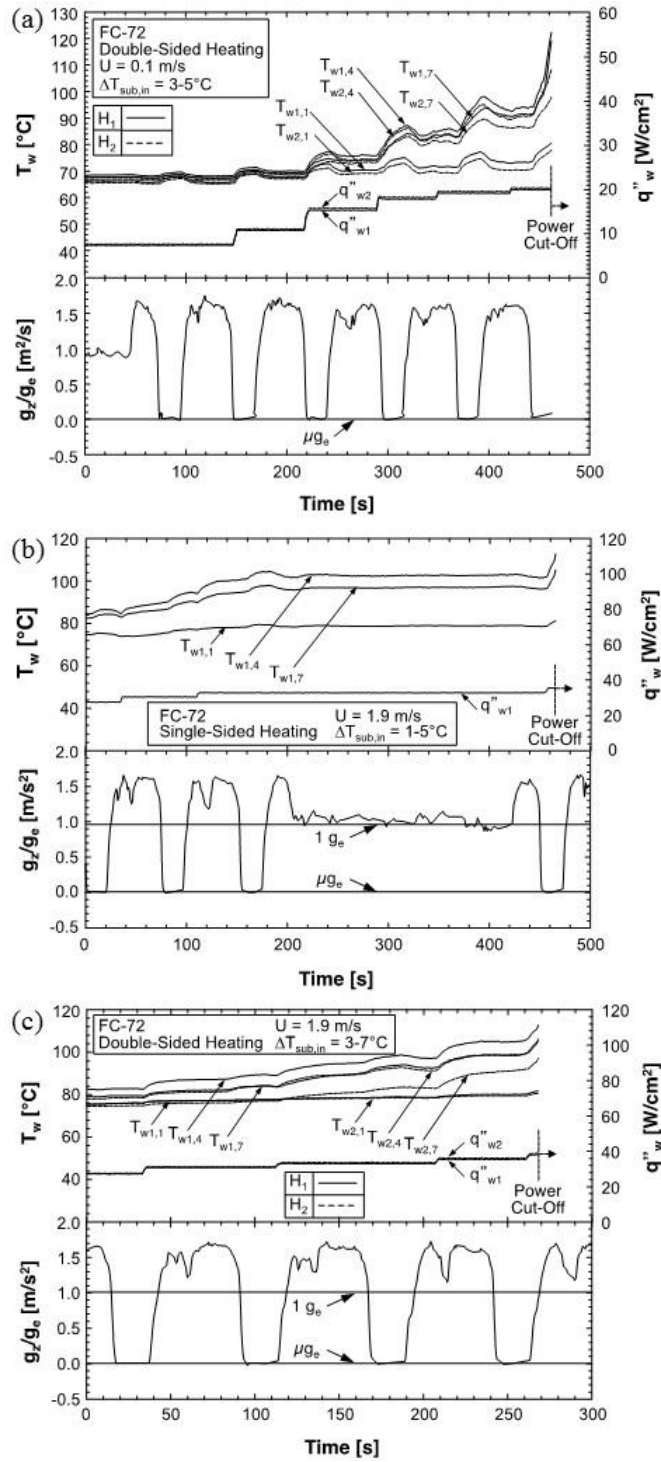 (a)
130
120
110
100
90
80
70
60
50
40
T_w [°C]
FC-72
Double-Sided Heating
U = 0.1 m/s
ΔT_sub,in = 3-5°C
H_1
H_2
T_w1,4
T_w2,4
T_w1,7
T_w2,7
T_w1,1
T_w2,1
q"_w2
q"_w1
Power
Cut-Off
60
50
40
30
20
10
0
q"_w [W/cm²]
2.0
1.5
1.0
0.5
0.0
-0.5
g_z/g_e [m²/s]
µg_e
0 100 200 300 400 500
Time [s]
(b)
120
100
80
60
40
T_w [°C]
T_w1,1
T_w1,4
T_w1,7
q"_w1
FC-72 U = 1.9 m/s
Single-Sided Heating ΔT_sub,in = 1-5°C
Power
Cut-Off
120
100
80
60
40
20
0
q"_w [W/cm²]
2.0
1.5
1.0
0.5
0.0
-0.5
g_z/g_e [m/s²]
1 g_e
µg_e
0 100 200 300 400 500
Time [s]
(c)
120
100
80
60
40
T_w [°C]
FC-72 U = 1.9 m/s
Double-Sided Heating ΔT_sub,in = 3-7°C
T_w1,1
T_w1,4
T_w1,7
T_w2,1
T_w2,4
T_w2,7
q"_w2
q"_w1
H_1
H_2
Power
Cut-Off
120
100
80
60
40
20
0
q"_w [W/cm²]
2.0
1.5
1.0
0.5
0.0
-0.5
g_z/g_e [m/s²]
1 g_e
µg_e
0 50 100 150 200 250 300
Time [s]